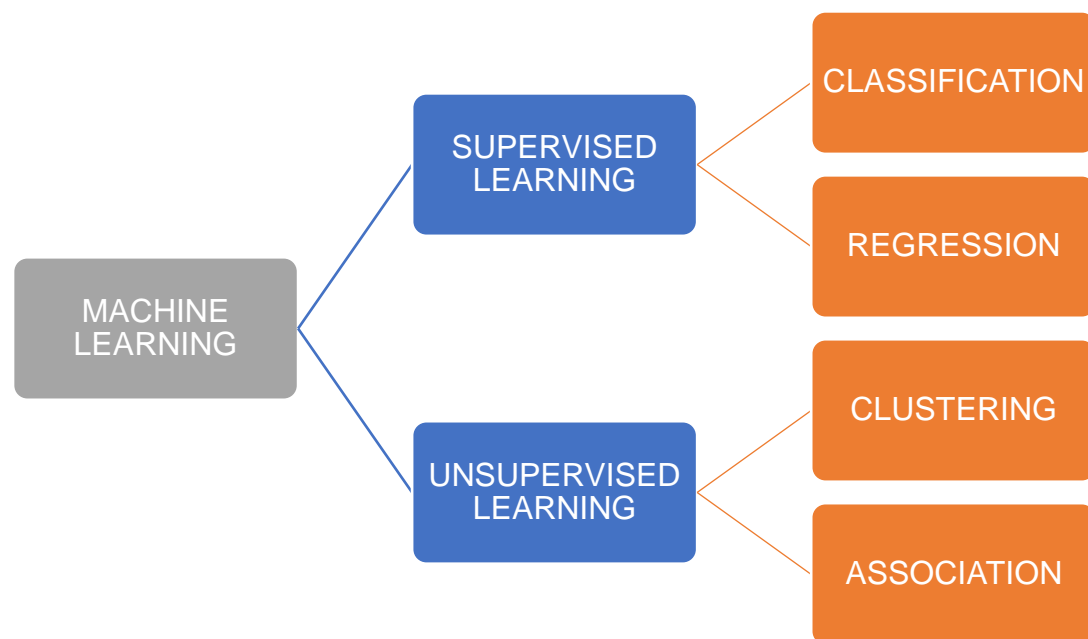 MACHINE
LEARNING
SUPERVISED
LEARNING
UNSUPERVISED
LEARNING
CLASSIFICATION
REGRESSION
CLUSTERING
ASSOCIATION